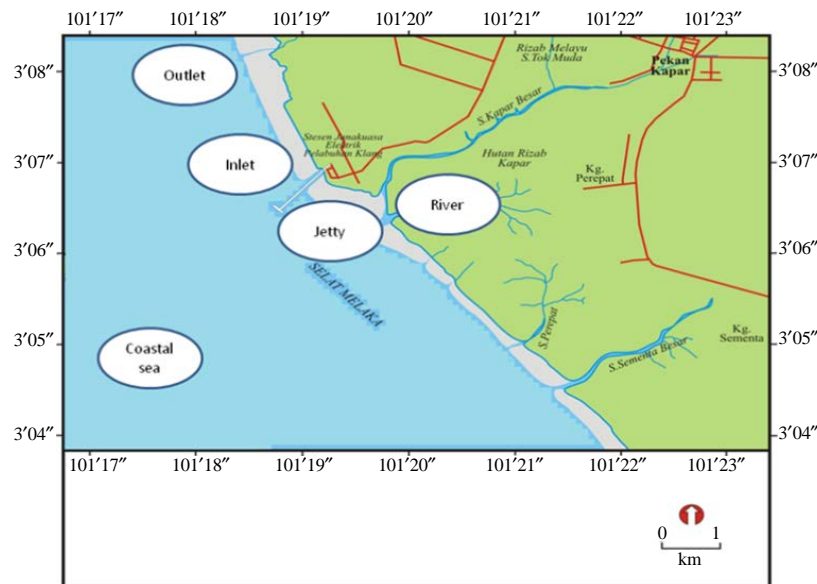 101′17″ 101′18″ 101′19″ 101′20″ 101′21″ 101′22″ 101′23″
3′08″
3′08″
Outlet
Rizab Melayu
S.Tok Muda
Pekan
Kapar
S.Kapar Besar
3′07″
3′07″
Inlet
Stesen Janakuasa
Elektrik
Pelabuhan Klang
Hutan Rizab
Kapar
Kg.
Perepat
River
Jetty
3′06″
3′06″
SELAT MELAKA
3′05″
3′05″
Coastal
sea
S.Perepat
S.Sementa Besar
Kg.
Sementa
3′04″
3′04″
101′17″ 101′18″ 101′19″ 101′20″ 101′21″ 101′22″ 101′23″
0 1
km